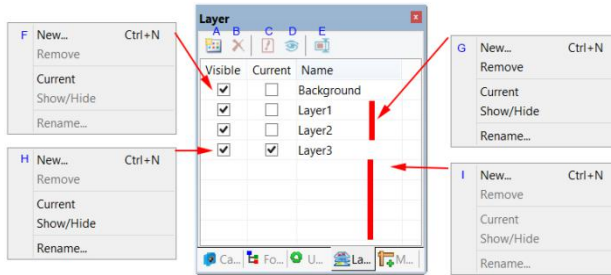 Layer
A B C D E
Visible Current Name
Background
Layer1
Layer2
Layer3
Ca... Fo... U... La... M...
F New... Ctrl+N
Remove
Current
Show/Hide
Rename...
G New... Ctrl+N
Remove
Current
Show/Hide
Rename...
H New... Ctrl+N
Remove
Current
Show/Hide
Rename...
I New... Ctrl+N
Remove
Current
Show/Hide
Rename...